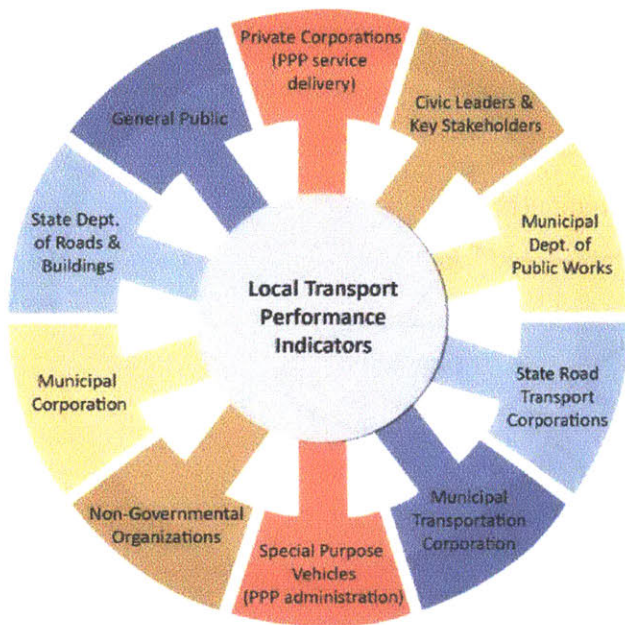 Private Corporations
(PPP service
delivery)
Civic Leaders &
Key Stakeholders
Municipal
Dept. of
Public Works
State Road
Transport
Corporations
Municipal
Transportation
Corporation
Special Purpose
Vehicles
(PPP administration)
Non-Governmental
Organizations
Municipal
Corporation
State Dept.
of Roads &
Buildings
General Public
Local Transport
Performance
Indicators